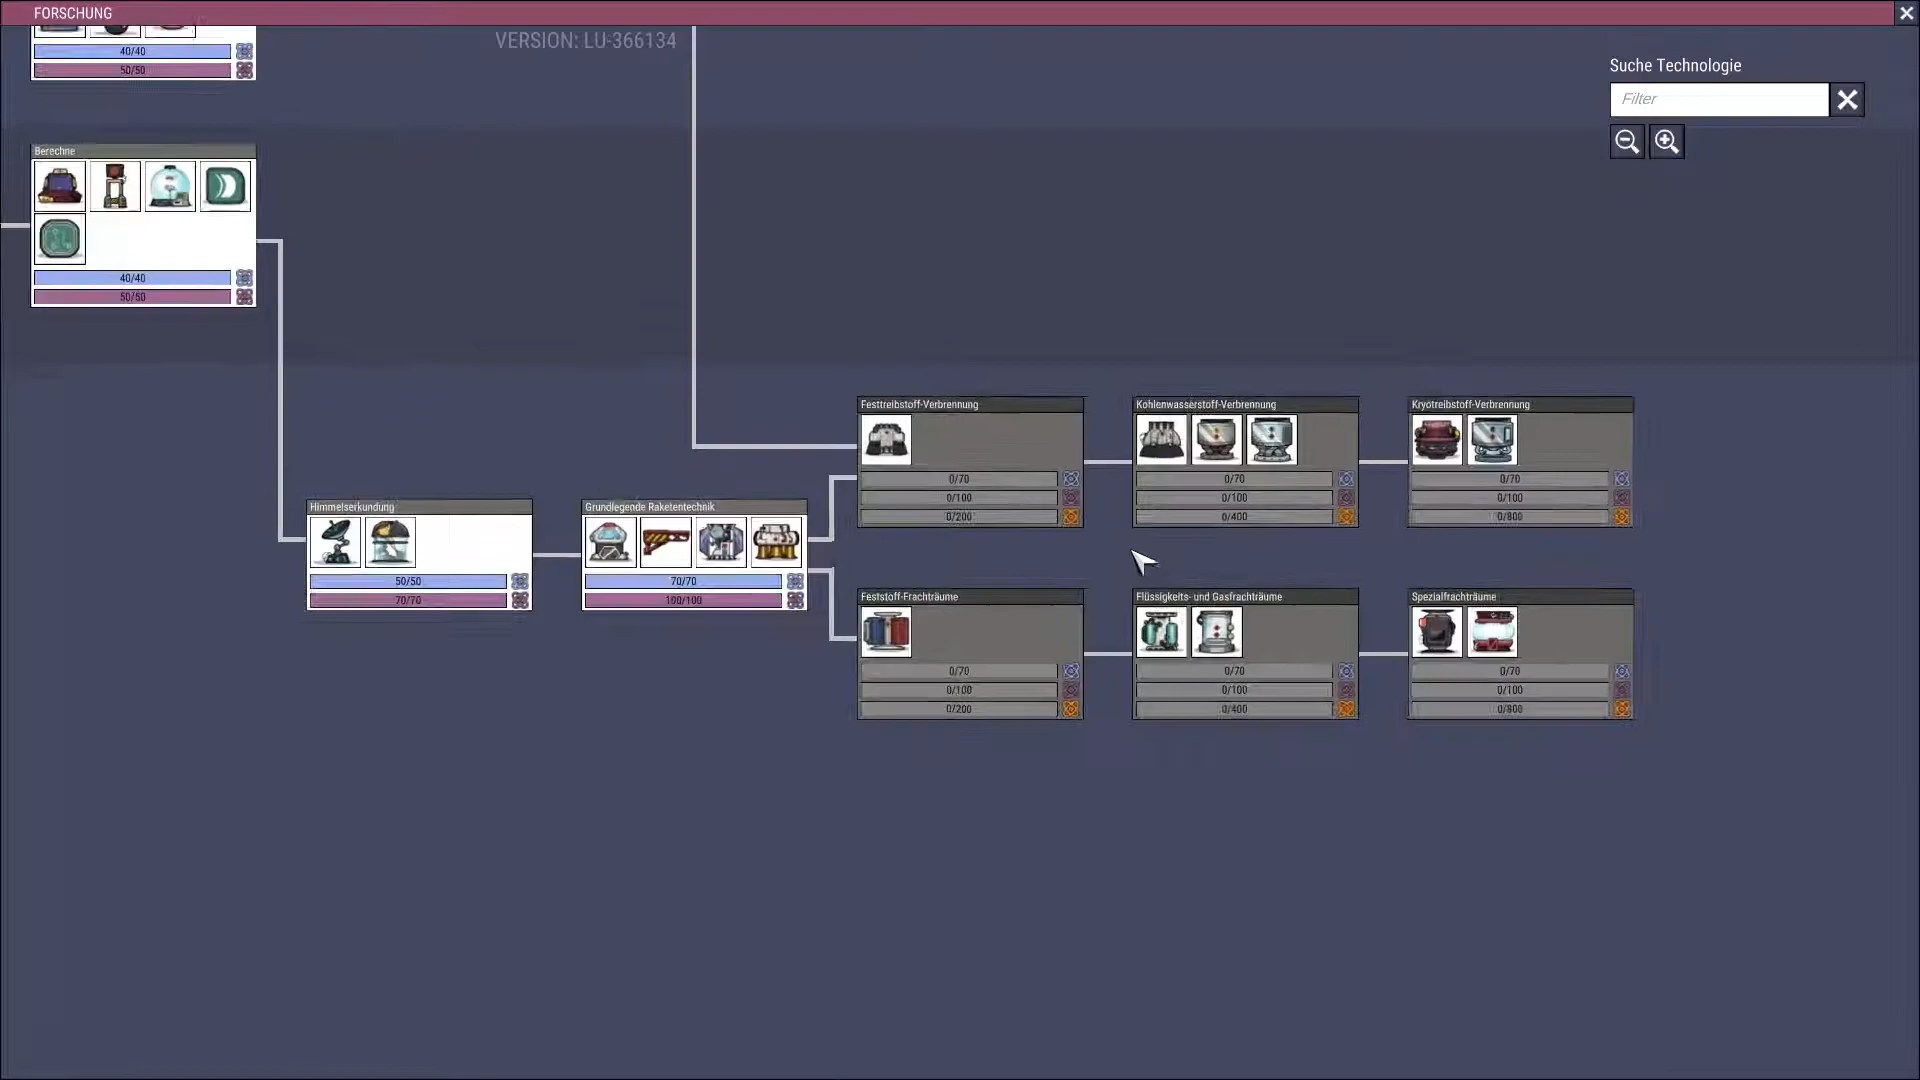 FORSCHUNG
VERSION: LU-366134
40/40
50/50
Suche Technologie
Filter
Berechne
40/40
50/50
Festtreibstoff-Verbrennung
0/70
0/100
0/200
Kohlenwasserstoff-Verbrennung
0/70
0/100
0/400
Kryotreibstoff-Verbrennung
0/70
0/100
0/800
Himmelserkundung
50/50
70/70
Grundlegende Raketentechnik
70/70
100/100
Feststoff-Frachträume
0/70
0/100
0/200
Flüssigkeits- und Gasfrachträume
0/70
0/100
0/400
Spezialfrachträume
0/70
0/100
0/800